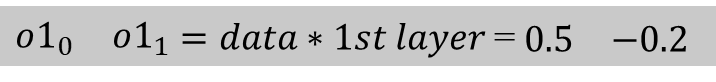 o1₀ o1₁ = data * 1st layer = 0.5 −0.2